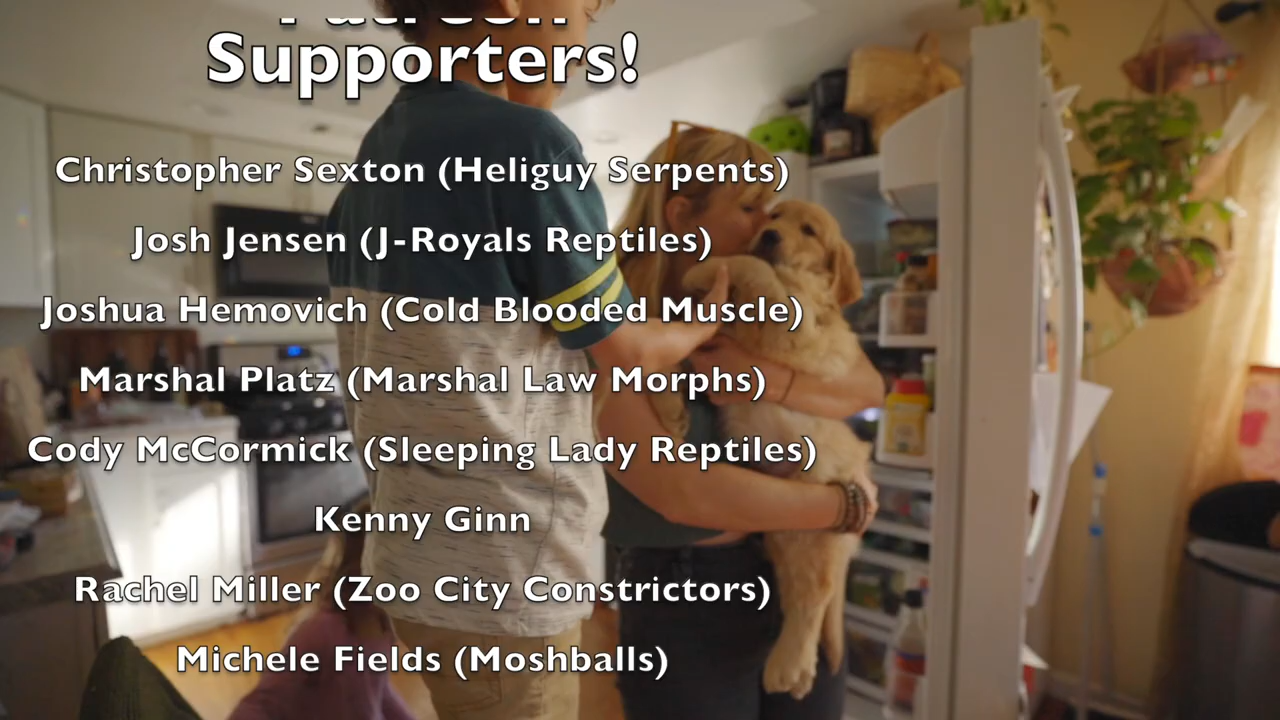 Patreon
Supporters!
Christopher Sexton (Heliguy Serpents)
Josh Jensen (J-Royals Reptiles)
Joshua Hemovich (Cold Blooded Muscle)
Marshal Platz (Marshal Law Morphs)
Cody McCormick (Sleeping Lady Reptiles)
Kenny Ginn
Rachel Miller (Zoo City Constrictors)
Michele Fields (Moshballs)